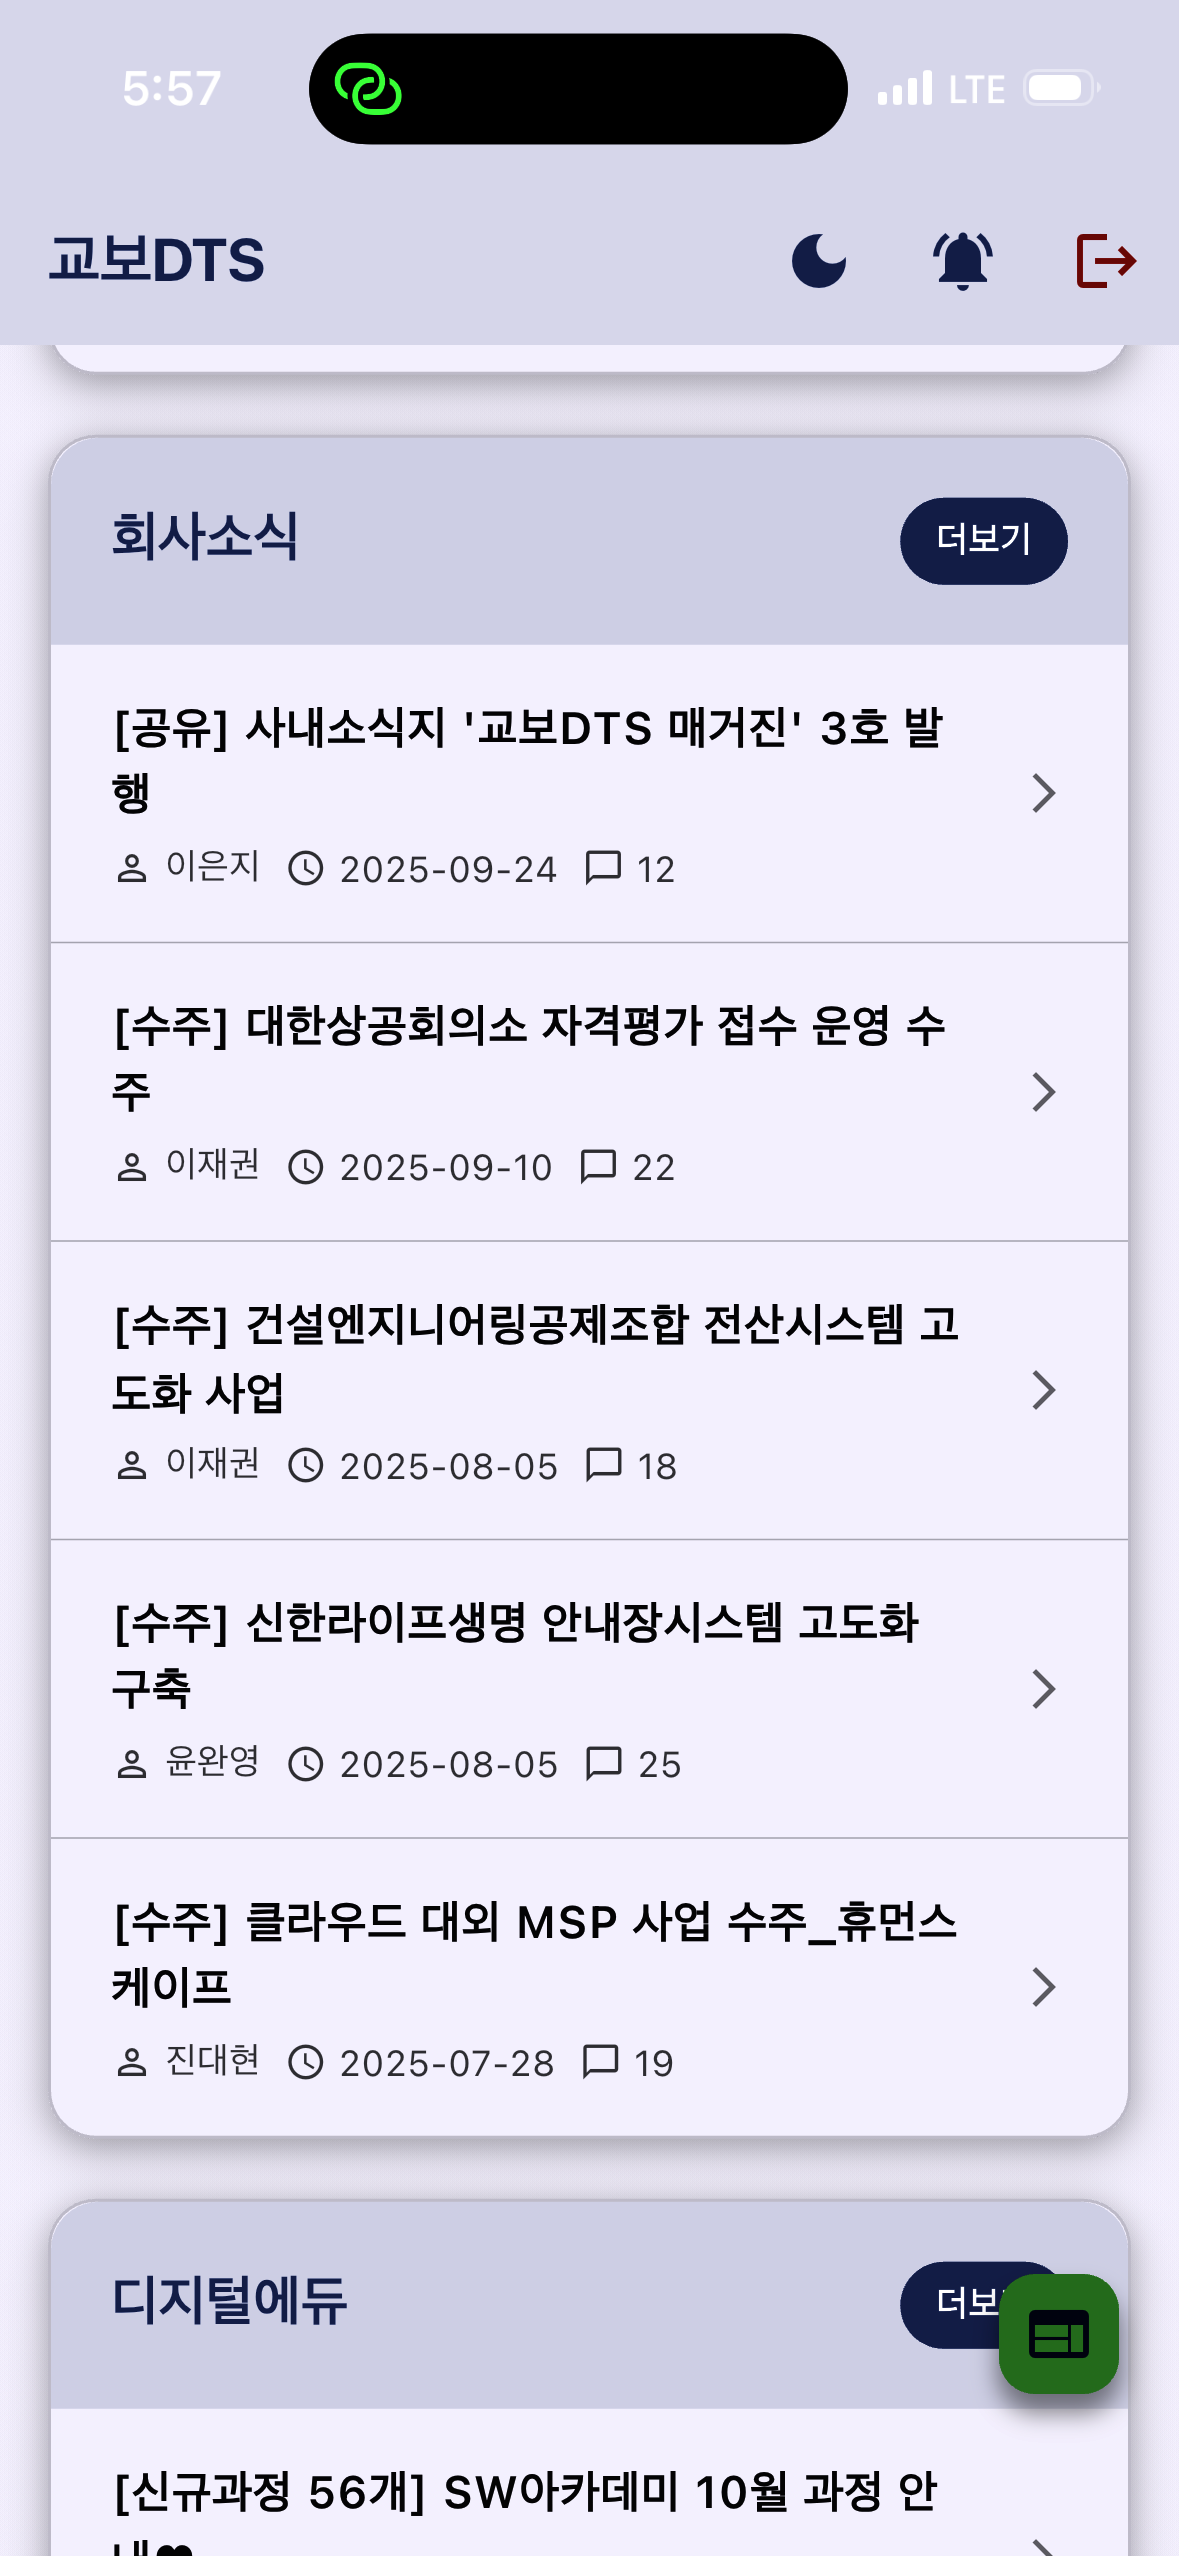 5:57
LTE
교보DTS
회사소식
더보기
[공유] 사내소식지 '교보DTS 매거진' 3호 발
행
이은지 2025-09-24 12
[수주] 대한상공회의소 자격평가 접수 운영 수
주
이재권 2025-09-10 22
[수주] 건설엔지니어링공제조합 전산시스템 고
도화 사업
이재권 2025-08-05 18
[수주] 신한라이프생명 안내장시스템 고도화
구축
윤완영 2025-08-05 25
[수주] 클라우드 대외 MSP 사업 수주_휴먼스
케이프
진대현 2025-07-28 19
디지털에듀
더보
[신규과정 56개] SW아카데미 10월 과정 안
내♥